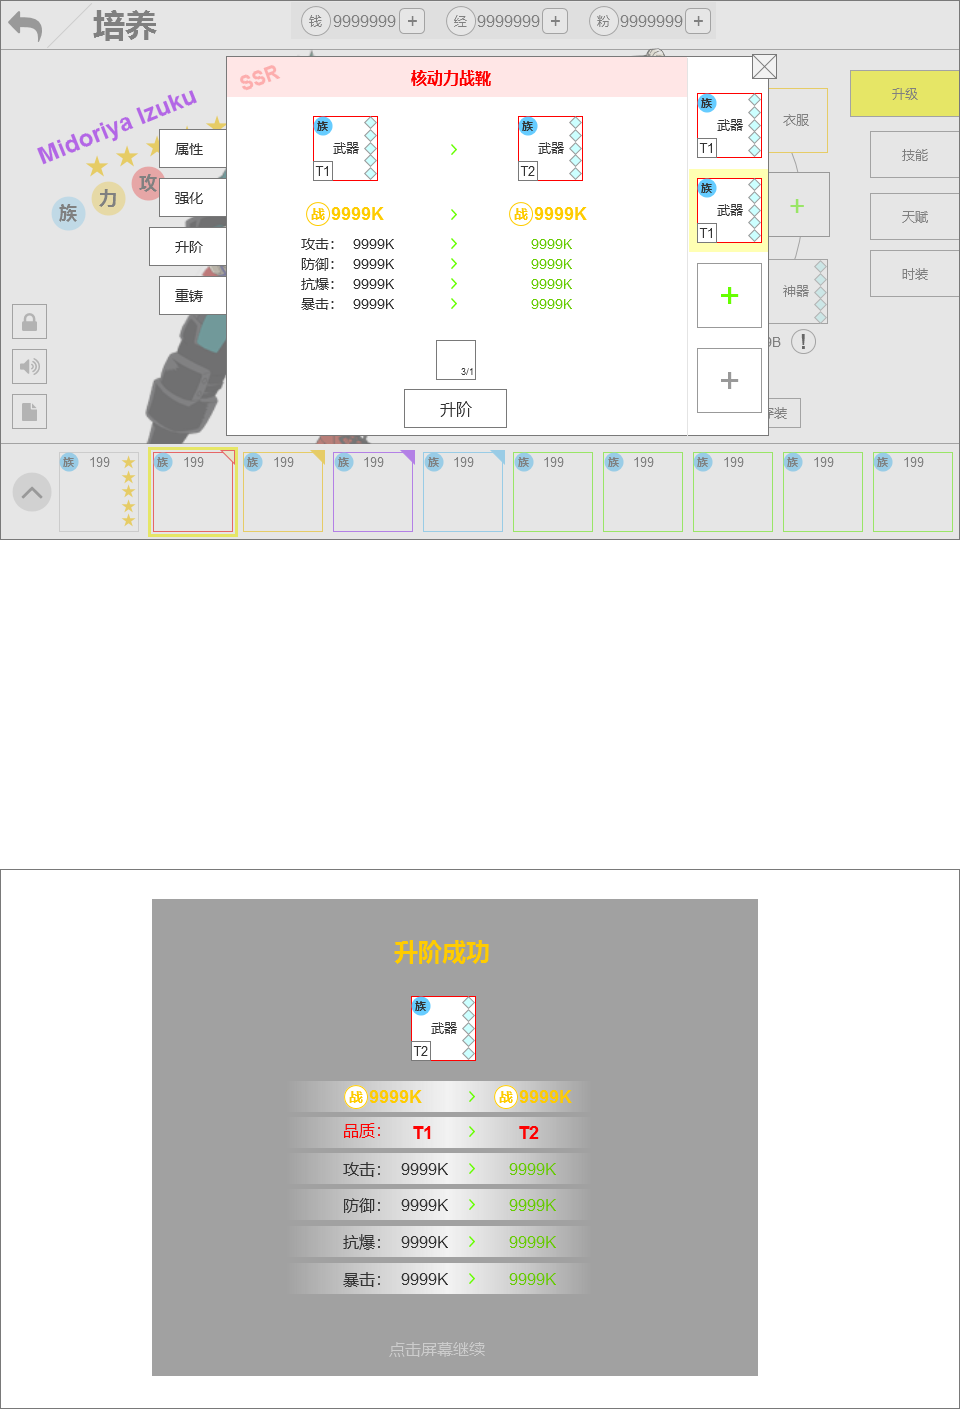 培养
钱 9999999 +
经 9999999 +
粉 9999999 +
Midoriya Izuku
族 力 攻
属性
强化
升阶
重铸
SSR 核动力战靴
族 武器 T1
族 武器 T2
战 9999K > 战 9999K
攻击: 9999K > 9999K
防御: 9999K > 9999K
抗爆: 9999K > 9999K
暴击: 9999K > 9999K
3/1
升阶
族 武器 T1
族 武器 T1
+
+
衣服
+
神器
9B !
装
升级
技能
天赋
时装
族 199
族 199
族 199
族 199
族 199
族 199
族 199
族 199
族 199
族 199
升阶成功
族 武器 T2
战 9999K > 战 9999K
品质: T1 > T2
攻击: 9999K > 9999K
防御: 9999K > 9999K
抗爆: 9999K > 9999K
暴击: 9999K > 9999K
点击屏幕继续